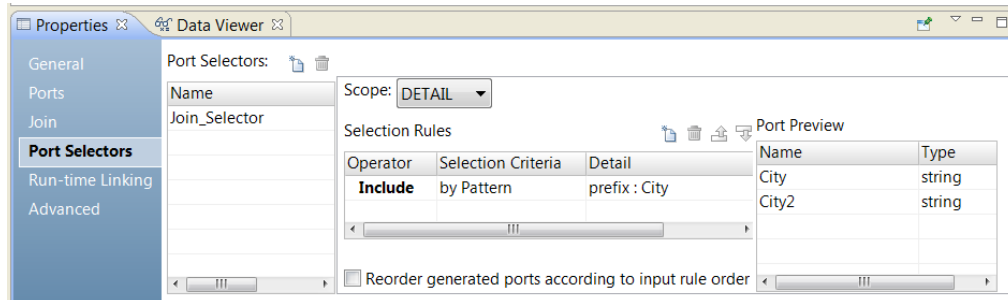 Properties Data Viewer
General
Ports
Join
Port Selectors
Run-time Linking
Advanced
Port Selectors:
Name
Join_Selector
Scope: DETAIL
Selection Rules
Operator Selection Criteria Detail
Include by Pattern prefix : City
Reorder generated ports according to input rule order
Port Preview
Name Type
City string
City2 string